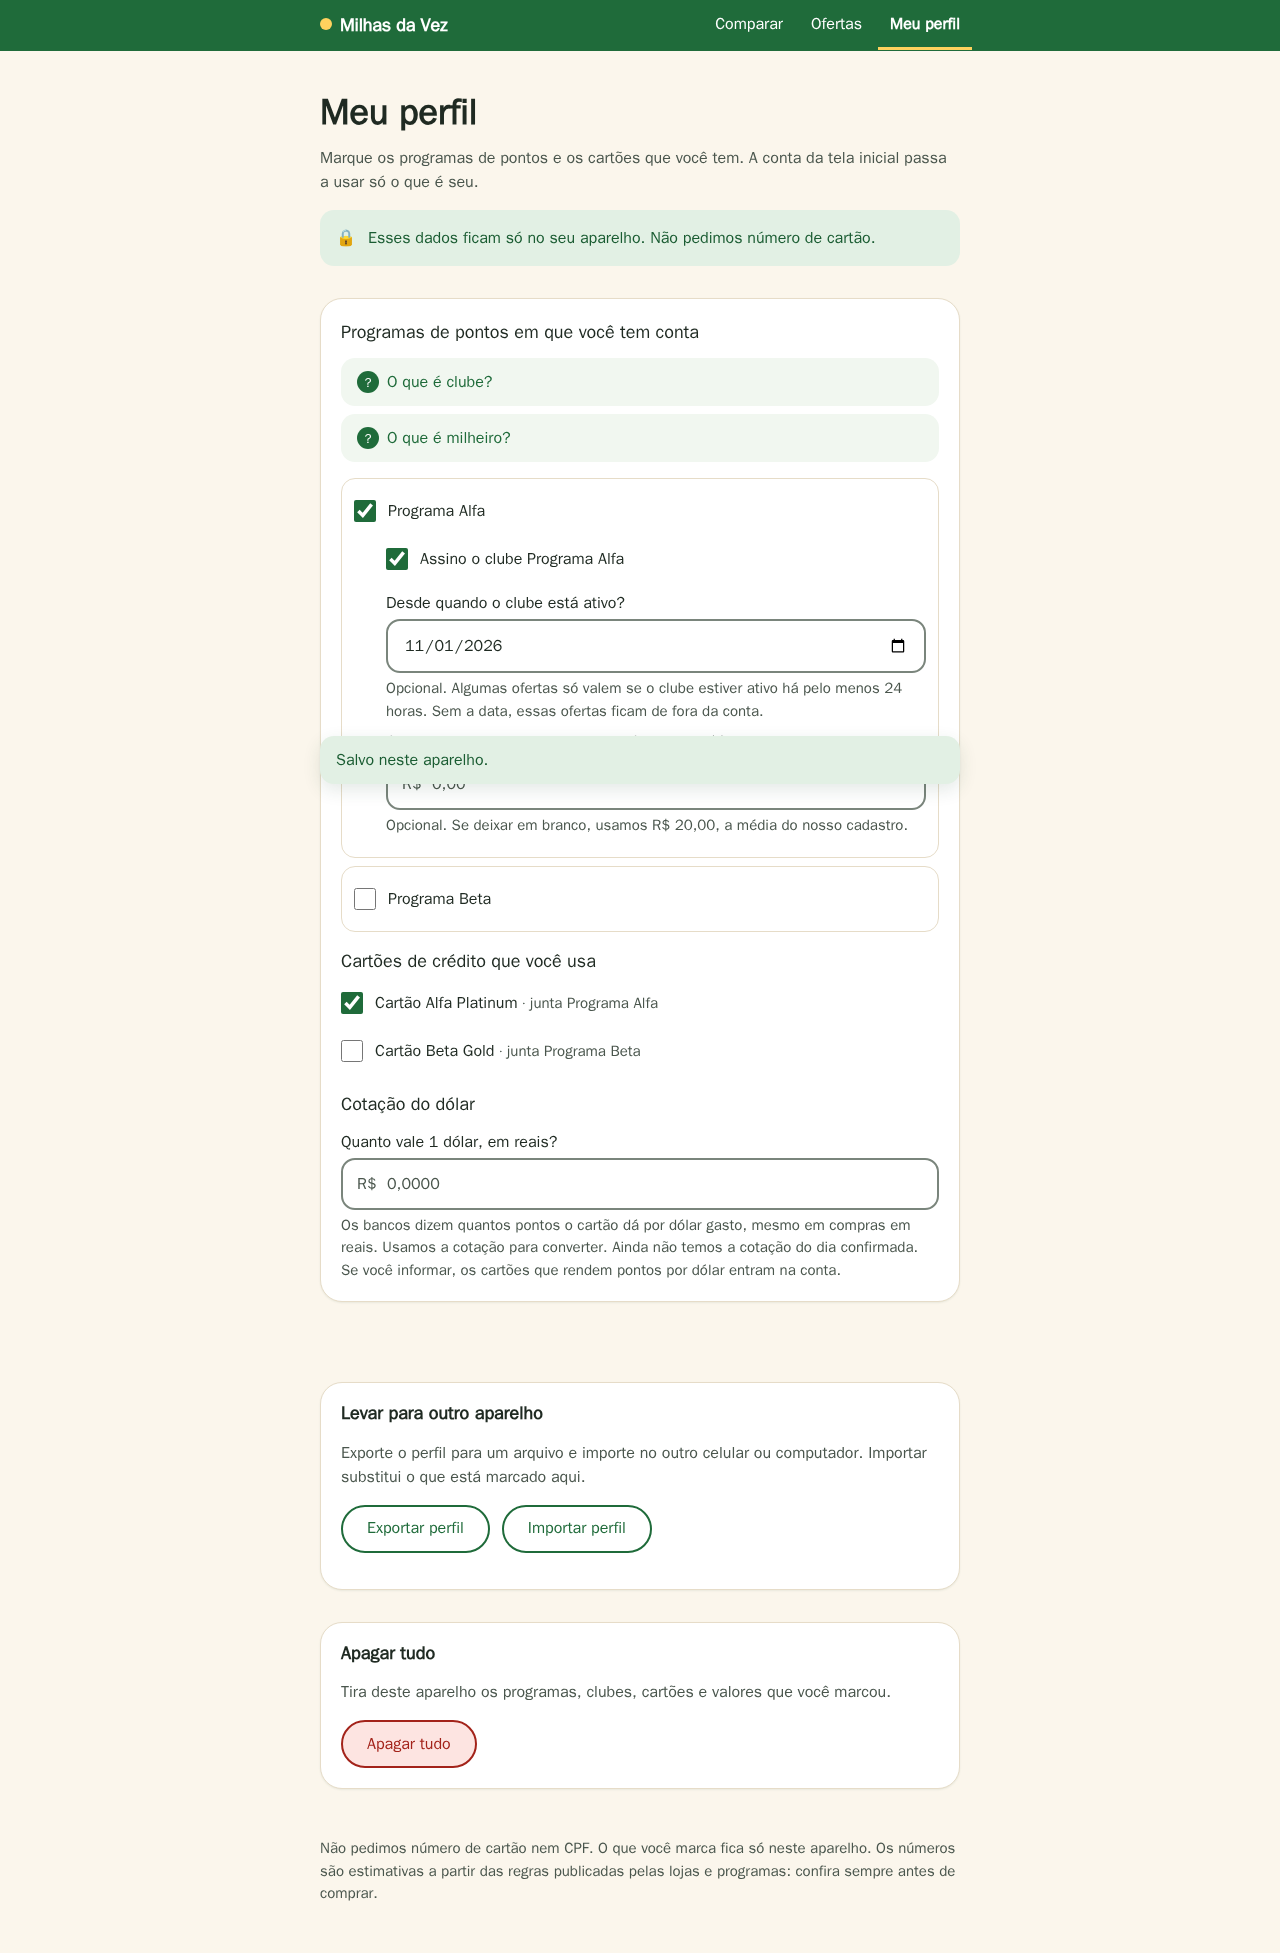 Milhas da Vez
Comparar
Ofertas
Meu perfil
Meu perfil
Marque os programas de pontos e os cartões que você tem. A conta da tela inicial passa
a usar só o que é seu.
Esses dados ficam só no seu aparelho. Não pedimos número de cartão.
Programas de pontos em que você tem conta
? O que é clube?
? O que é milheiro?
Programa Alfa
Assino o clube Programa Alfa
Desde quando o clube está ativo?
11/01/2026
Opcional. Algumas ofertas só valem se o clube estiver ativo há pelo menos 24
horas. Sem a data, essas ofertas ficam de fora da conta.
Salvo neste aparelho.
R$ 0,00
Opcional. Se deixar em branco, usamos R$ 20,00, a média do nosso cadastro.
Programa Beta
Cartões de crédito que você usa
Cartão Alfa Platinum · junta Programa Alfa
Cartão Beta Gold · junta Programa Beta
Cotação do dólar
Quanto vale 1 dólar, em reais?
R$ 0,0000
Os bancos dizem quantos pontos o cartão dá por dólar gasto, mesmo em compras em
reais. Usamos a cotação para converter. Ainda não temos a cotação do dia confirmada.
Se você informar, os cartões que rendem pontos por dólar entram na conta.
Levar para outro aparelho
Exporte o perfil para um arquivo e importe no outro celular ou computador. Importar
substitui o que está marcado aqui.
Exportar perfil
Importar perfil
Apagar tudo
Tira deste aparelho os programas, clubes, cartões e valores que você marcou.
Apagar tudo
Não pedimos número de cartão nem CPF. O que você marca fica só neste aparelho. Os números
são estimativas a partir das regras publicadas pelas lojas e programas: confira sempre antes de
comprar.